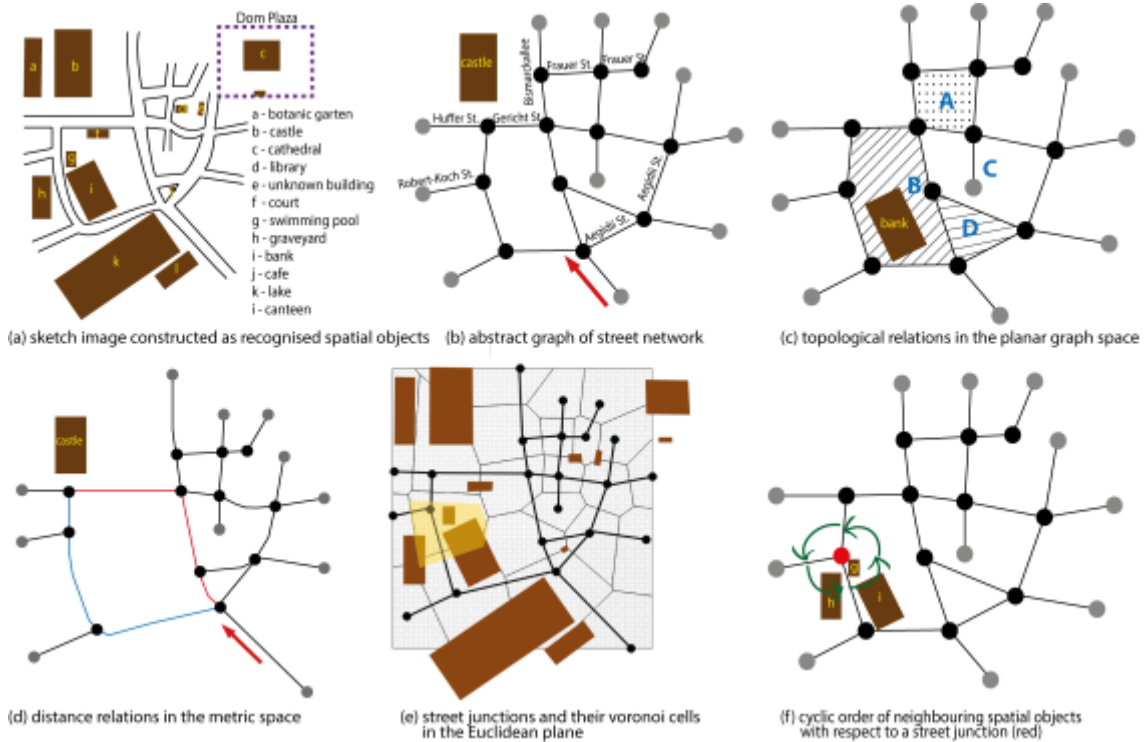 Dom Plaza
a
b
c
d
f
g
h
i
k
l
a - botanic garten
b - castle
c - cathedral
d - library
e - unknown building
f - court
g - swimming pool
h - graveyard
i - bank
j - cafe
k - lake
i - canteen
(a) sketch image constructed as recognised spatial objects
castle
Bismarckallee
Frauer St.
Frauer St.
Huffer St.
Gericht St.
Robert-Koch St.
Aegidi St.
Aegidi St.
(b) abstract graph of street network
A
B
C
D
bank
(c) topological relations in the planar graph space
castle
(d) distance relations in the metric space
(e) street junctions and their voronoi cells
in the Euclidean plane
g
h
i
(f) cyclic order of neighbouring spatial objects
with respect to a street junction (red)